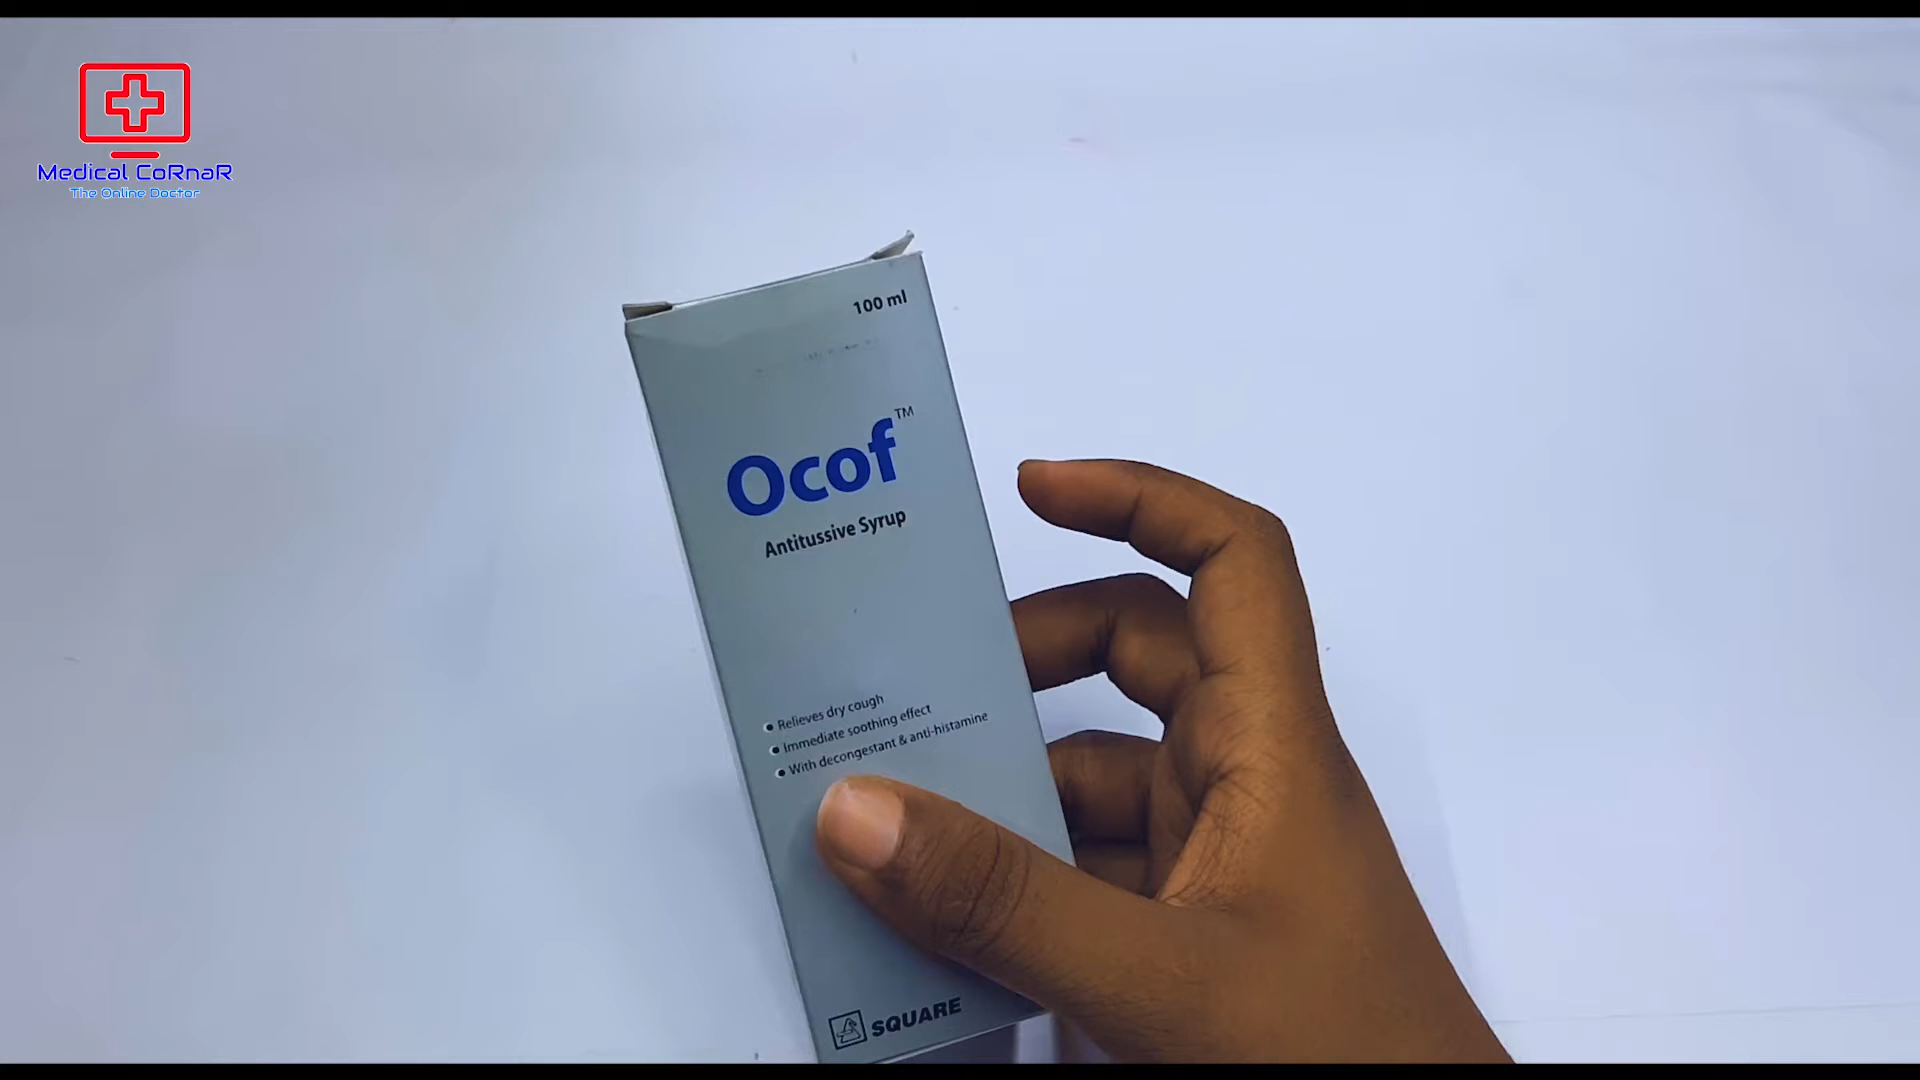 Medical CoRnaR
The Online Doctor
100 ml
Ocof™
Antitussive Syrup
• Relieves dry cough
• Immediate soothing effect
• With decongestant & anti-histamine
SQUARE